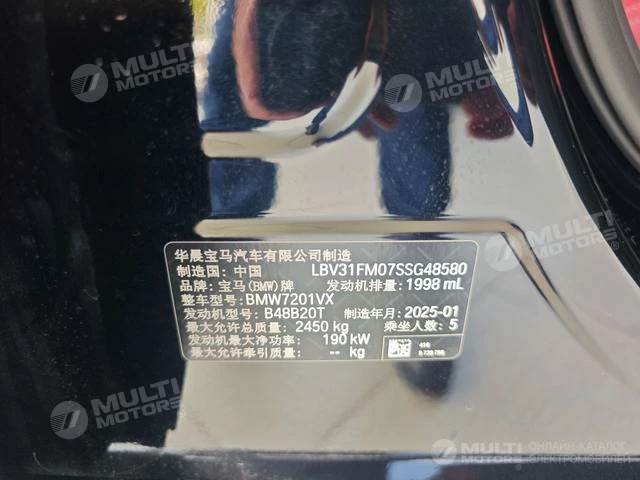 MULTI MOTORS
MULTI MOTORS
MULTI MOTORS
华晨宝马汽车有限公司制造
制造国: 中国 LBV31FM07SSG48580
品牌: 宝马(BMW)牌 发动机排量: 1998 mL
整车型号: BMW7201VX
发动机型号: B48B20T 制造年月: 2025-01
最大允许总质量: 2450 kg 乘坐人数: 5
发动机最大净功率: 190 kW
最大允许牵引质量: -- kg
416
MULTI MOTORS
MULTI MOTORS
ОНЛАЙН-КАТАЛОГ
ЭЛЕКТРОМОБИЛЕЙ